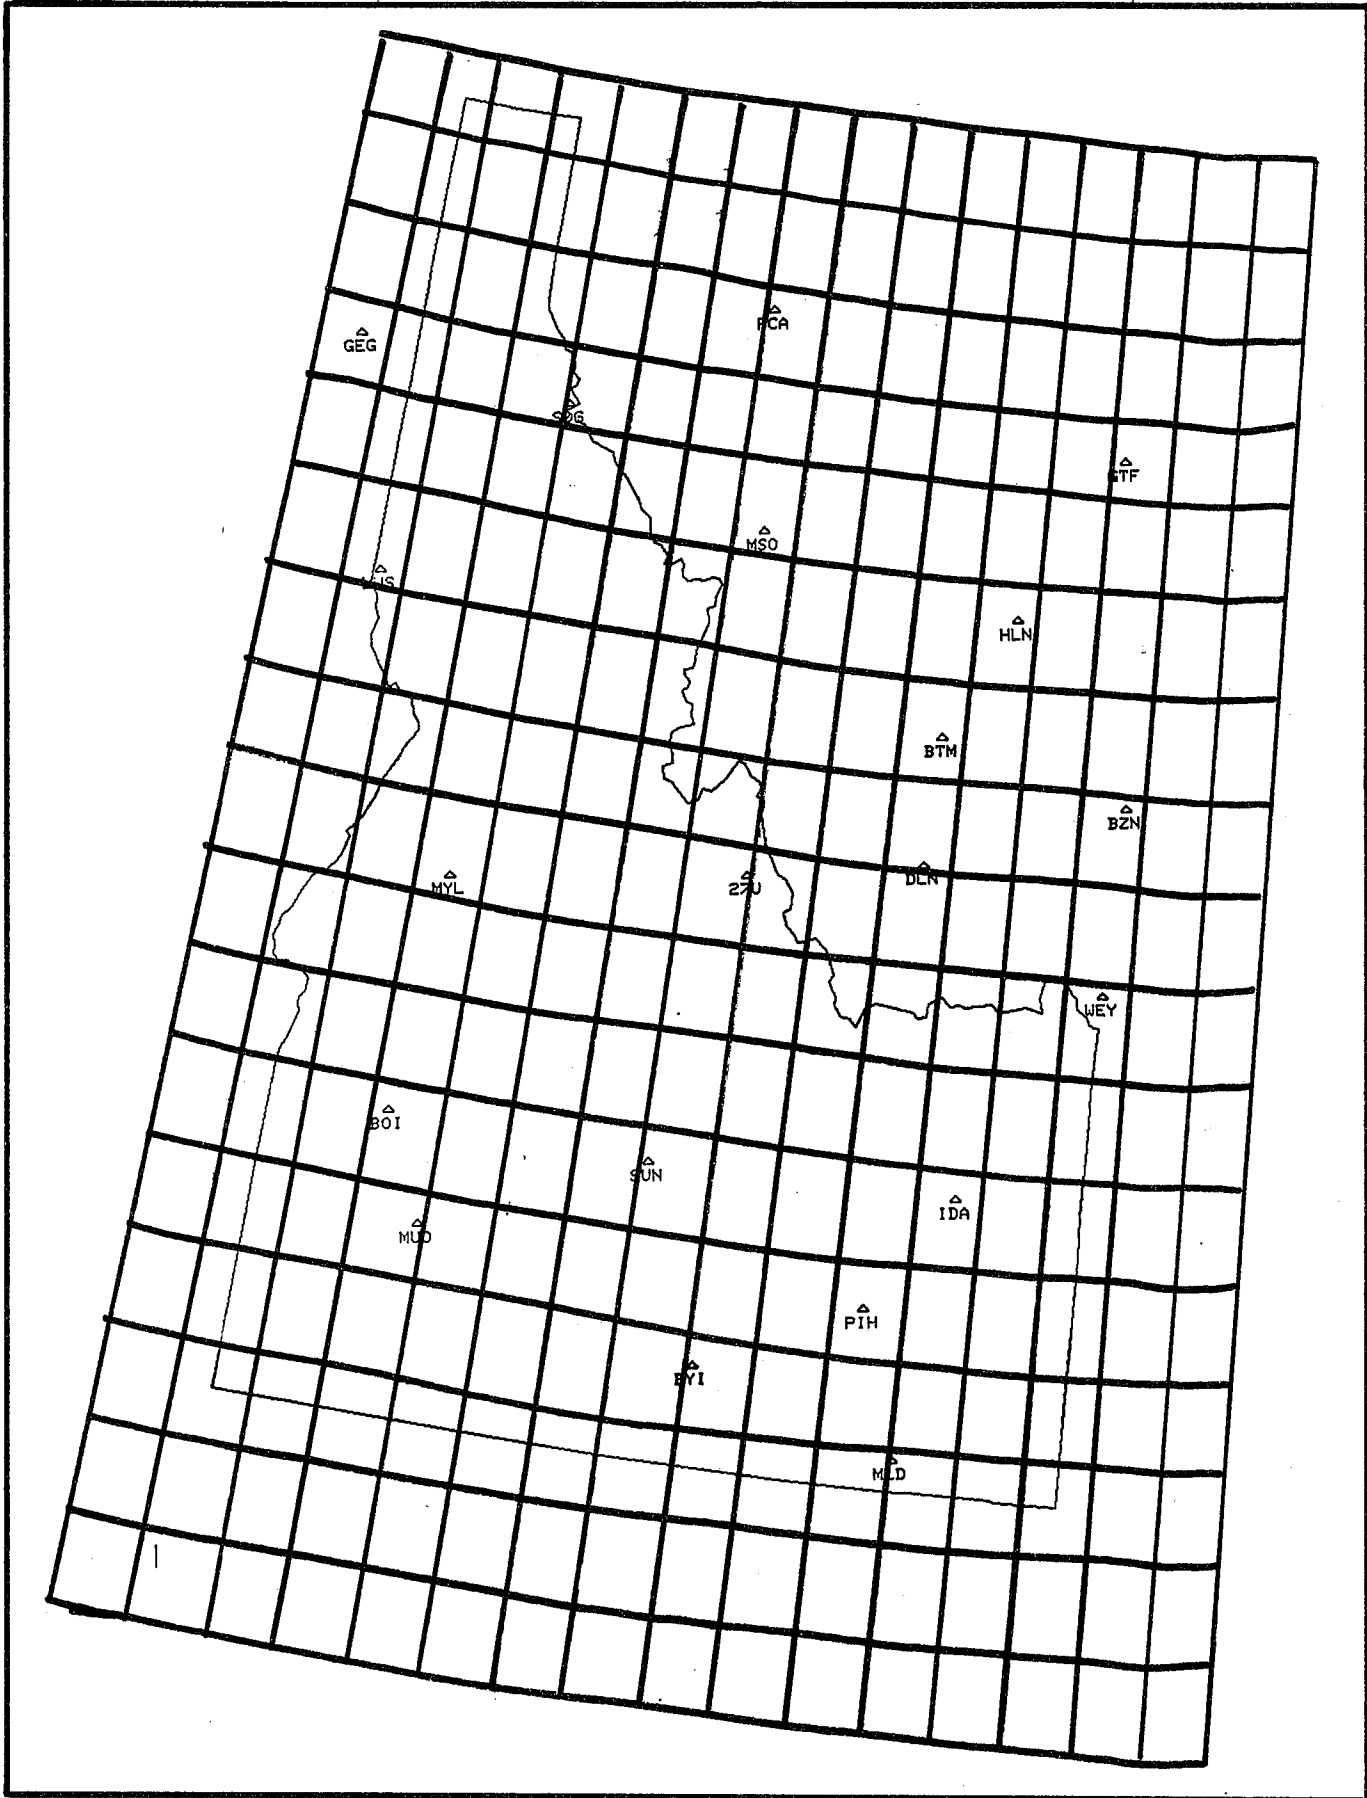 FCA
GEG
S0G
GTF
MSO
LWS
HLN
BTM
BZN
DLN
MYL
27U
WEY
BOI
SUN
IDA
MUO
PIH
BYI
MLD